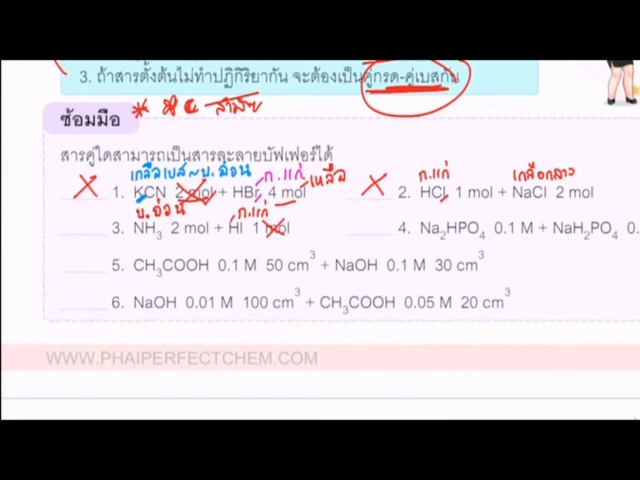 3. ถ้าสารตั้งต้นไม่ทำปฏิกิริยากัน จะต้องเป็นคู่กรด-คู่เบสกัน
ซ้อมมือ
สารคู่ใดสามารถเป็นสารละลายบัฟเฟอร์ได้
เกลือเบส ก.แก่ เหลือ
X 1. KCN 2 mol + HBr 4 mol
ก.แก่ เกลือกลาง
X 2. HCl 1 mol + NaCl 2 mol
บ.อ่อน ก.แก่
3. NH₃ 2 mol + HI 1 mol
4. Na₂HPO₄ 0.1 M + NaH₂PO₄ 0.
5. CH₃COOH 0.1 M 50 cm³ + NaOH 0.1 M 30 cm³
6. NaOH 0.01 M 100 cm³ + CH₃COOH 0.05 M 20 cm³
WWW.PHAIPERFECTCHEM.COM